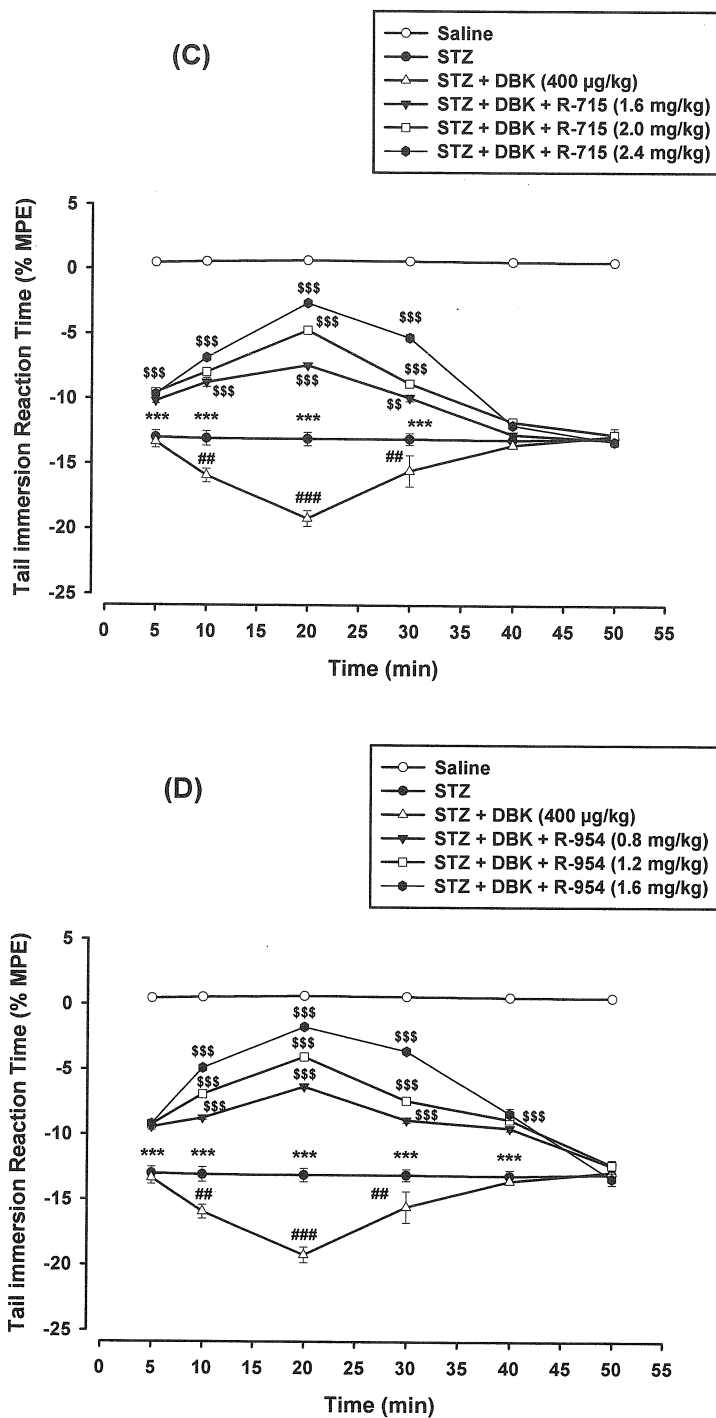 (C)
Saline
STZ
STZ + DBK (400 µg/kg)
STZ + DBK + R-715 (1.6 mg/kg)
STZ + DBK + R-715 (2.0 mg/kg)
STZ + DBK + R-715 (2.4 mg/kg)
Tail immersion Reaction Time (% MPE)
5
0
-5
-10
-15
-20
-25
$$$
$$$
$$$
$$$
$$$
$$$
$$$
$$$
$$
*** *** *** ***
## ### ##
0 5 10 15 20 25 30 35 40 45 50 55
Time (min)
(D)
Saline
STZ
STZ + DBK (400 µg/kg)
STZ + DBK + R-954 (0.8 mg/kg)
STZ + DBK + R-954 (1.2 mg/kg)
STZ + DBK + R-954 (1.6 mg/kg)
Tail immersion Reaction Time (% MPE)
5
0
-5
-10
-15
-20
-25
$$$
$$$
$$$
$$$
$$$
$$$
$$$
$$$
$$$
$$$
*** *** *** *** ***
## ### ##
0 5 10 15 20 25 30 35 40 45 50 55
Time (min)